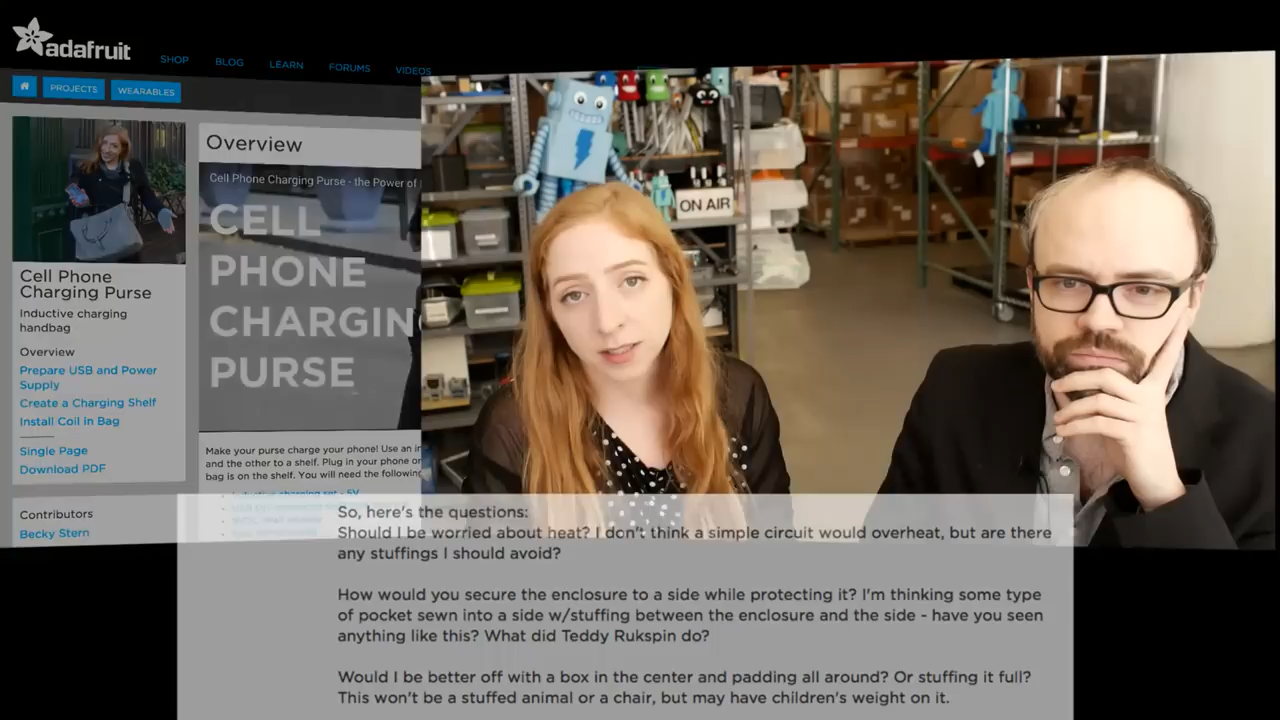 adafruit
SHOP
BLOG
LEARN
FORUMS
VIDEOS
PROJECTS
WEARABLES
Overview
Cell Phone Charging Purse - the Power of
CELL
PHONE
CHARGIN
PURSE
ON AIR
Cell Phone
Charging Purse
Inductive charging
handbag
Overview
Prepare USB and Power
Supply
Create a Charging Shelf
Install Coil in Bag
Single Page
Download PDF
Make your purse charge your phone! Use an in
and the other to a shelf. Plug in your phone or
bag is on the shelf. You will need the following
Inductive charging set - 5V
Contributors
Becky Stern
So, here's the questions:
Should I be worried about heat? I don't think a simple circuit would overheat, but are there
any stuffings I should avoid?
How would you secure the enclosure to a side while protecting it? I'm thinking some type
of pocket sewn into a side w/stuffing between the enclosure and the side - have you seen
anything like this? What did Teddy Rukspin do?
Would I be better off with a box in the center and padding all around? Or stuffing it full?
This won't be a stuffed animal or a chair, but may have children's weight on it.